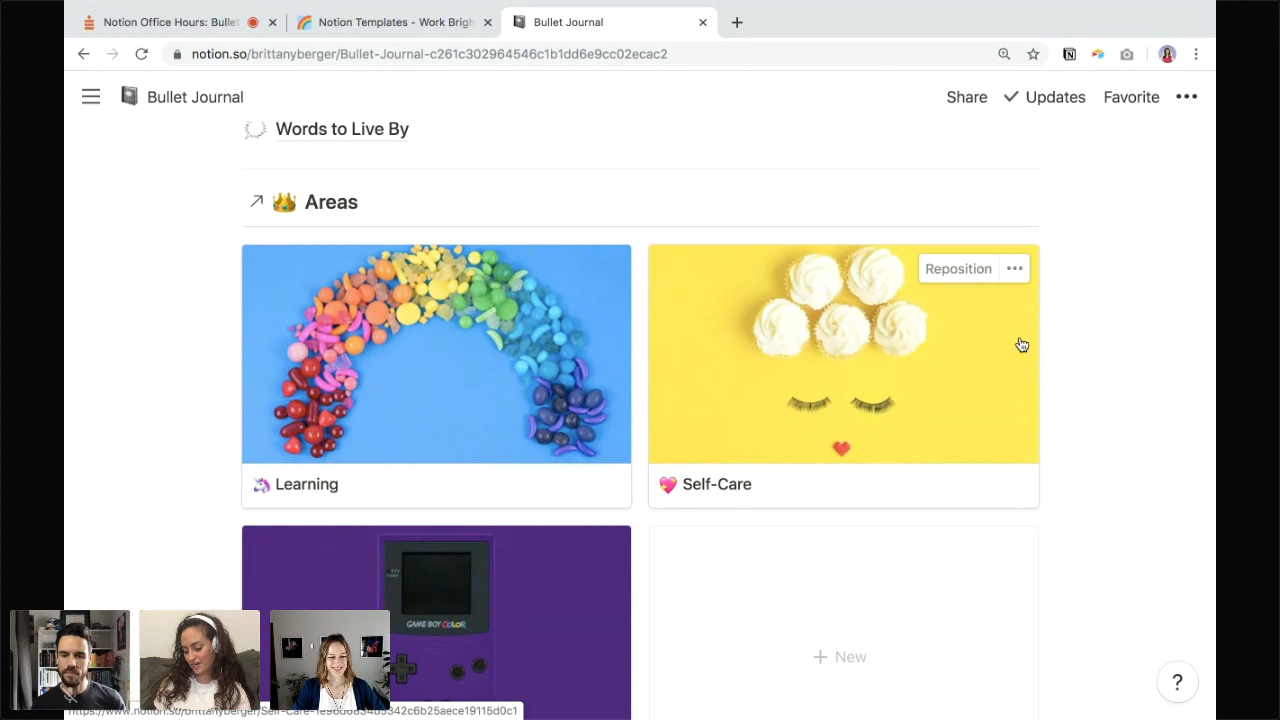 Notion Office Hours: Bullet
Notion Templates - Work Brigh
Bullet Journal
notion.so/brittanyberger/Bullet-Journal-c261c302964546c1b1dd6e9cc02ecac2
Bullet Journal
Share
Updates
Favorite
Words to Live By
Areas
Reposition
Learning
Self-Care
GAME BOY COLOR
+ New
?